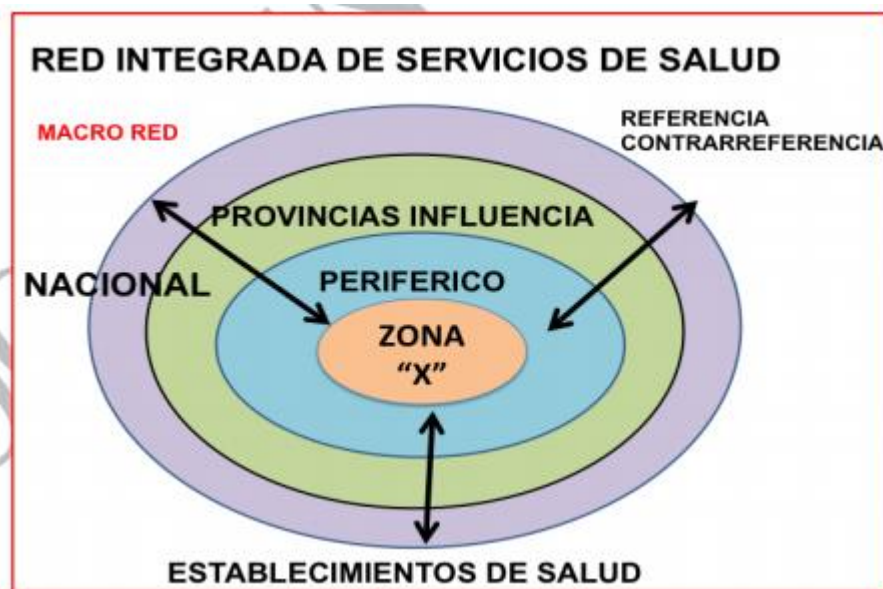 RED INTEGRADA DE SERVICIOS DE SALUD
MACRO RED
REFERENCIA
CONTRARREFERENCIA
PROVINCIAS INFLUENCIA
NACIONAL
PERIFERICO
ZONA
“X”
ESTABLECIMIENTOS DE SALUD